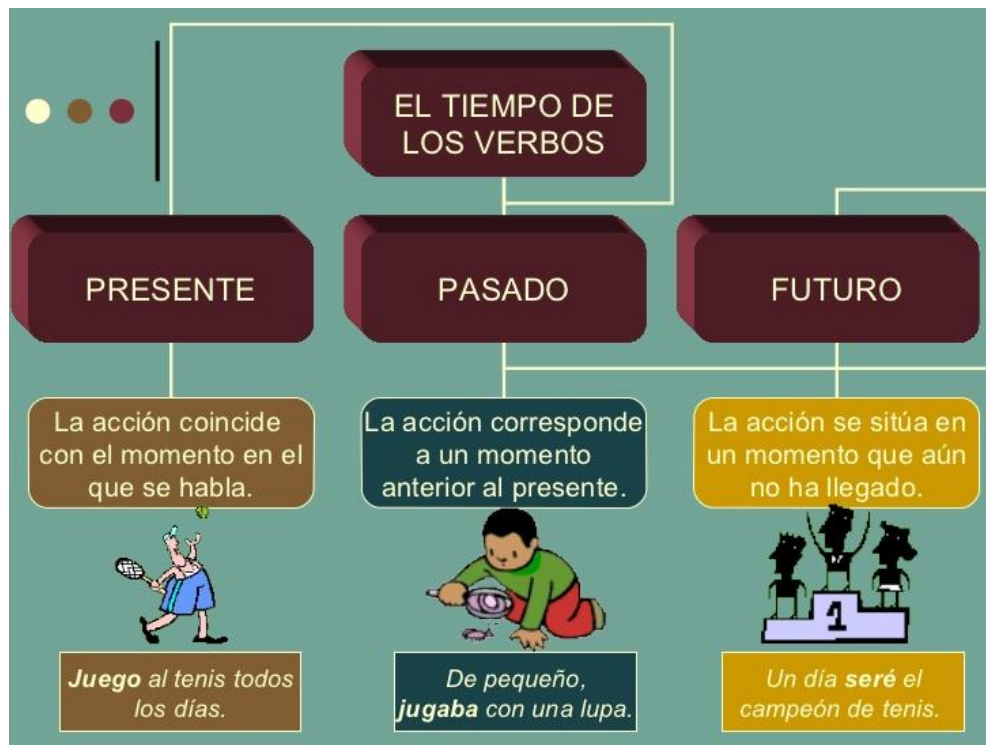 EL TIEMPO DE
LOS VERBOS
PRESENTE
PASADO
FUTURO
La acción coincide
con el momento en el
que se habla.
La acción corresponde
a un momento
anterior al presente.
La acción se sitúa en
un momento que aún
no ha llegado.
1
Juego al tenis todos
los días.
De pequeño,
jugaba con una lupa.
Un día seré el
campeón de tenis.